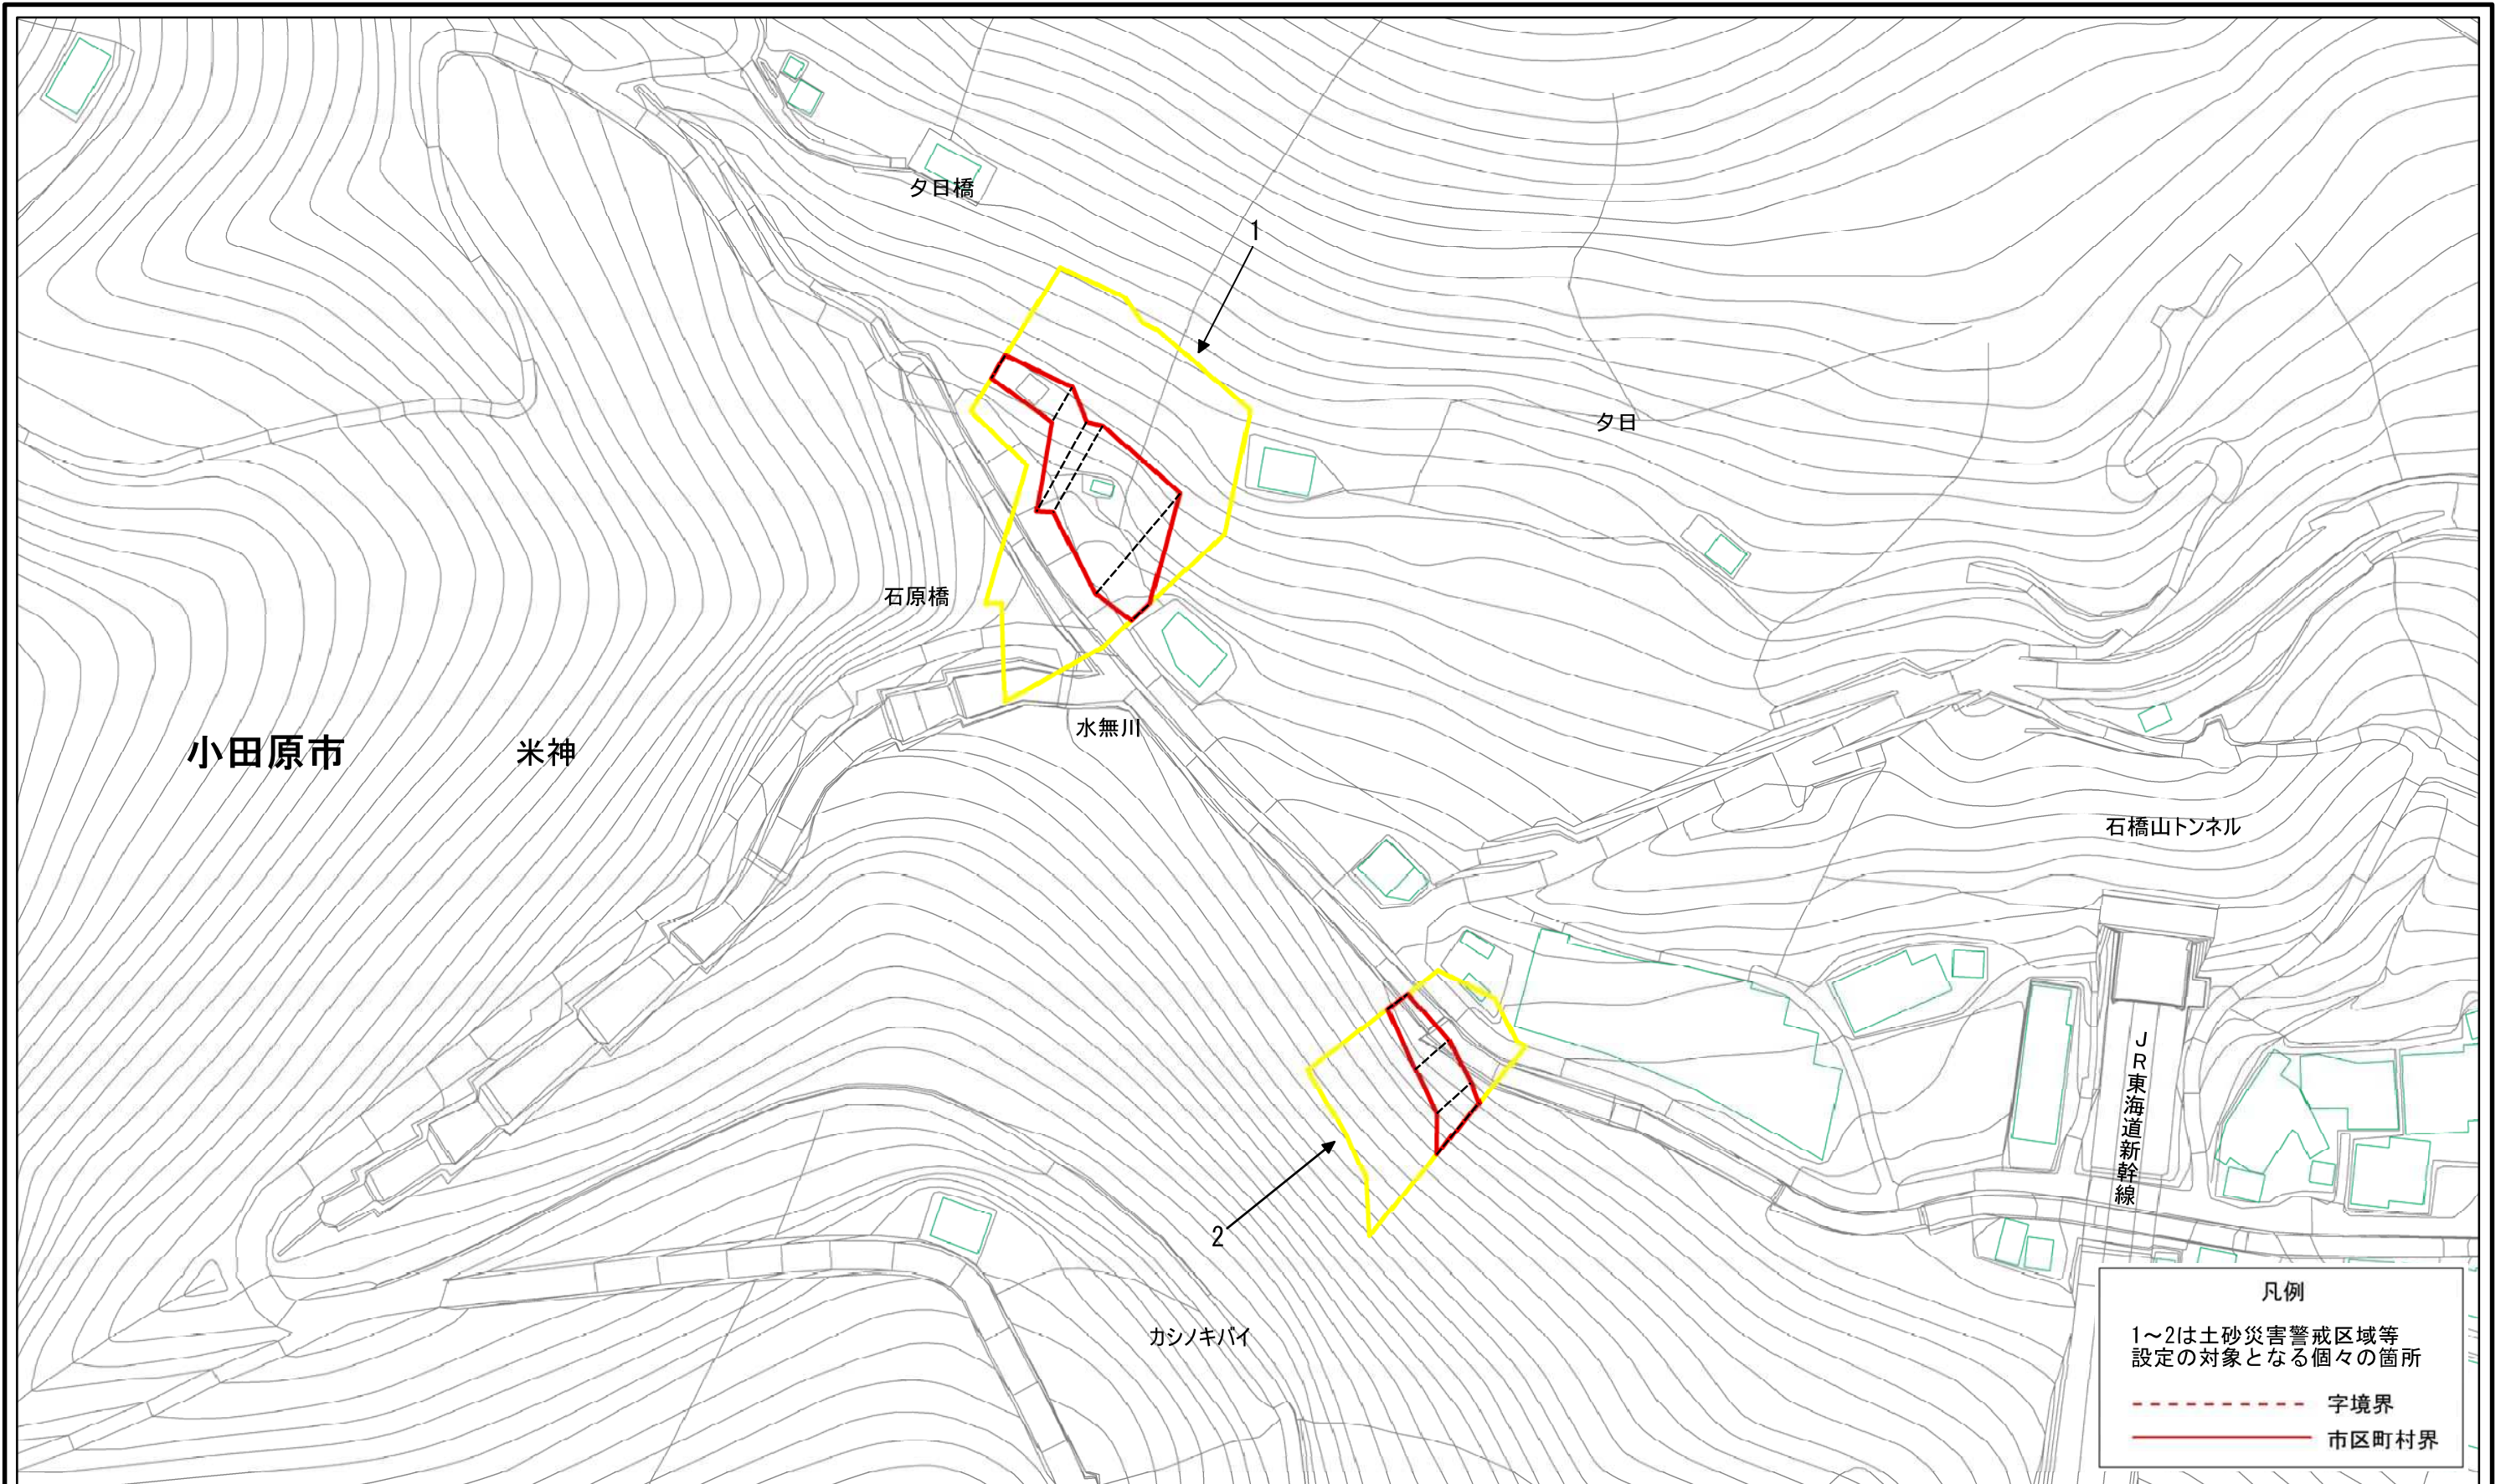 夕日橋
1
夕日
石原橋
水無川
小田原市
米神
石橋山トンネル
JR東海道新幹線
2
カシノキバイ
凡例
1～2は土砂災害警戒区域等
設定の対象となる個々の箇所
字境界
市区町村界